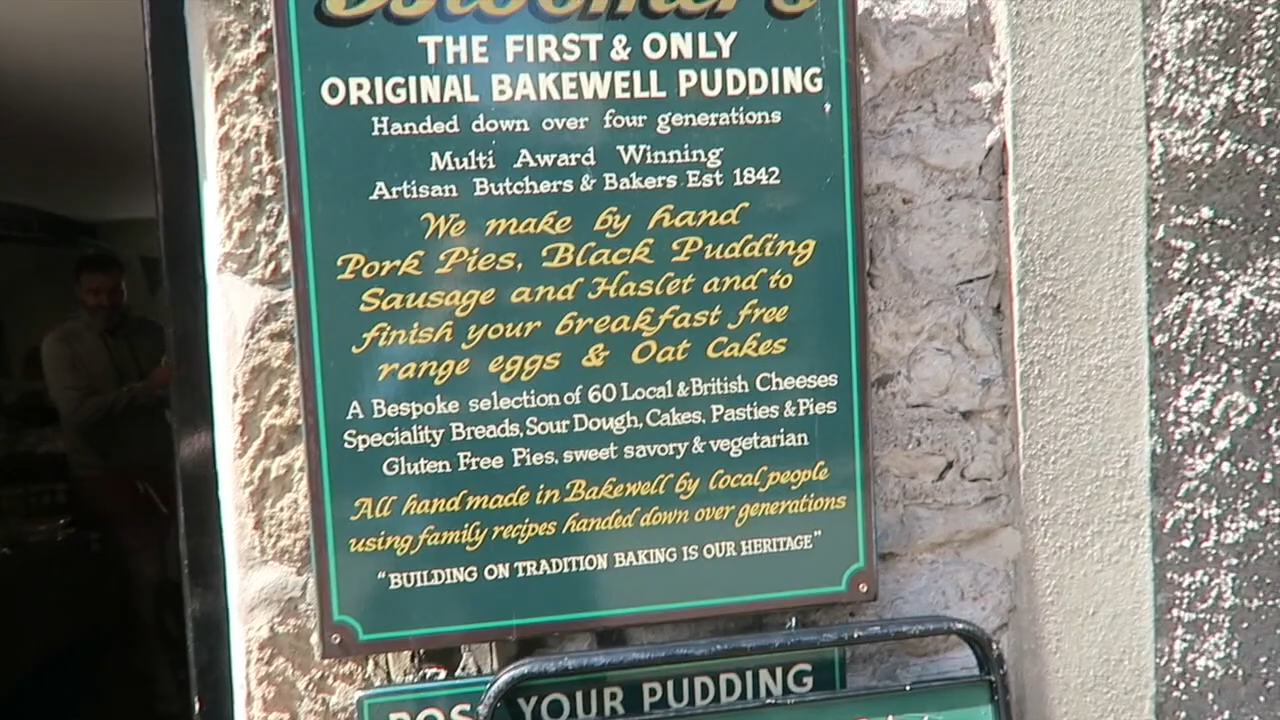 THE FIRST & ONLY
ORIGINAL BAKEWELL PUDDING
Handed down over four generations
Multi Award Winning
Artisan Butchers & Bakers Est 1842
We make by hand
Pork Pies, Black Pudding
Sausage and Haslet and to
finish your breakfast free
range eggs & Oat Cakes
A Bespoke selection of 60 Local & British Cheeses
Speciality Breads, Sour Dough, Cakes, Pasties & Pies
Gluten Free Pies, sweet savory & vegetarian
All hand made in Bakewell by local people
using family recipes handed down over generations
"BUILDING ON TRADITION BAKING IS OUR HERITAGE"
YOUR PUDDING